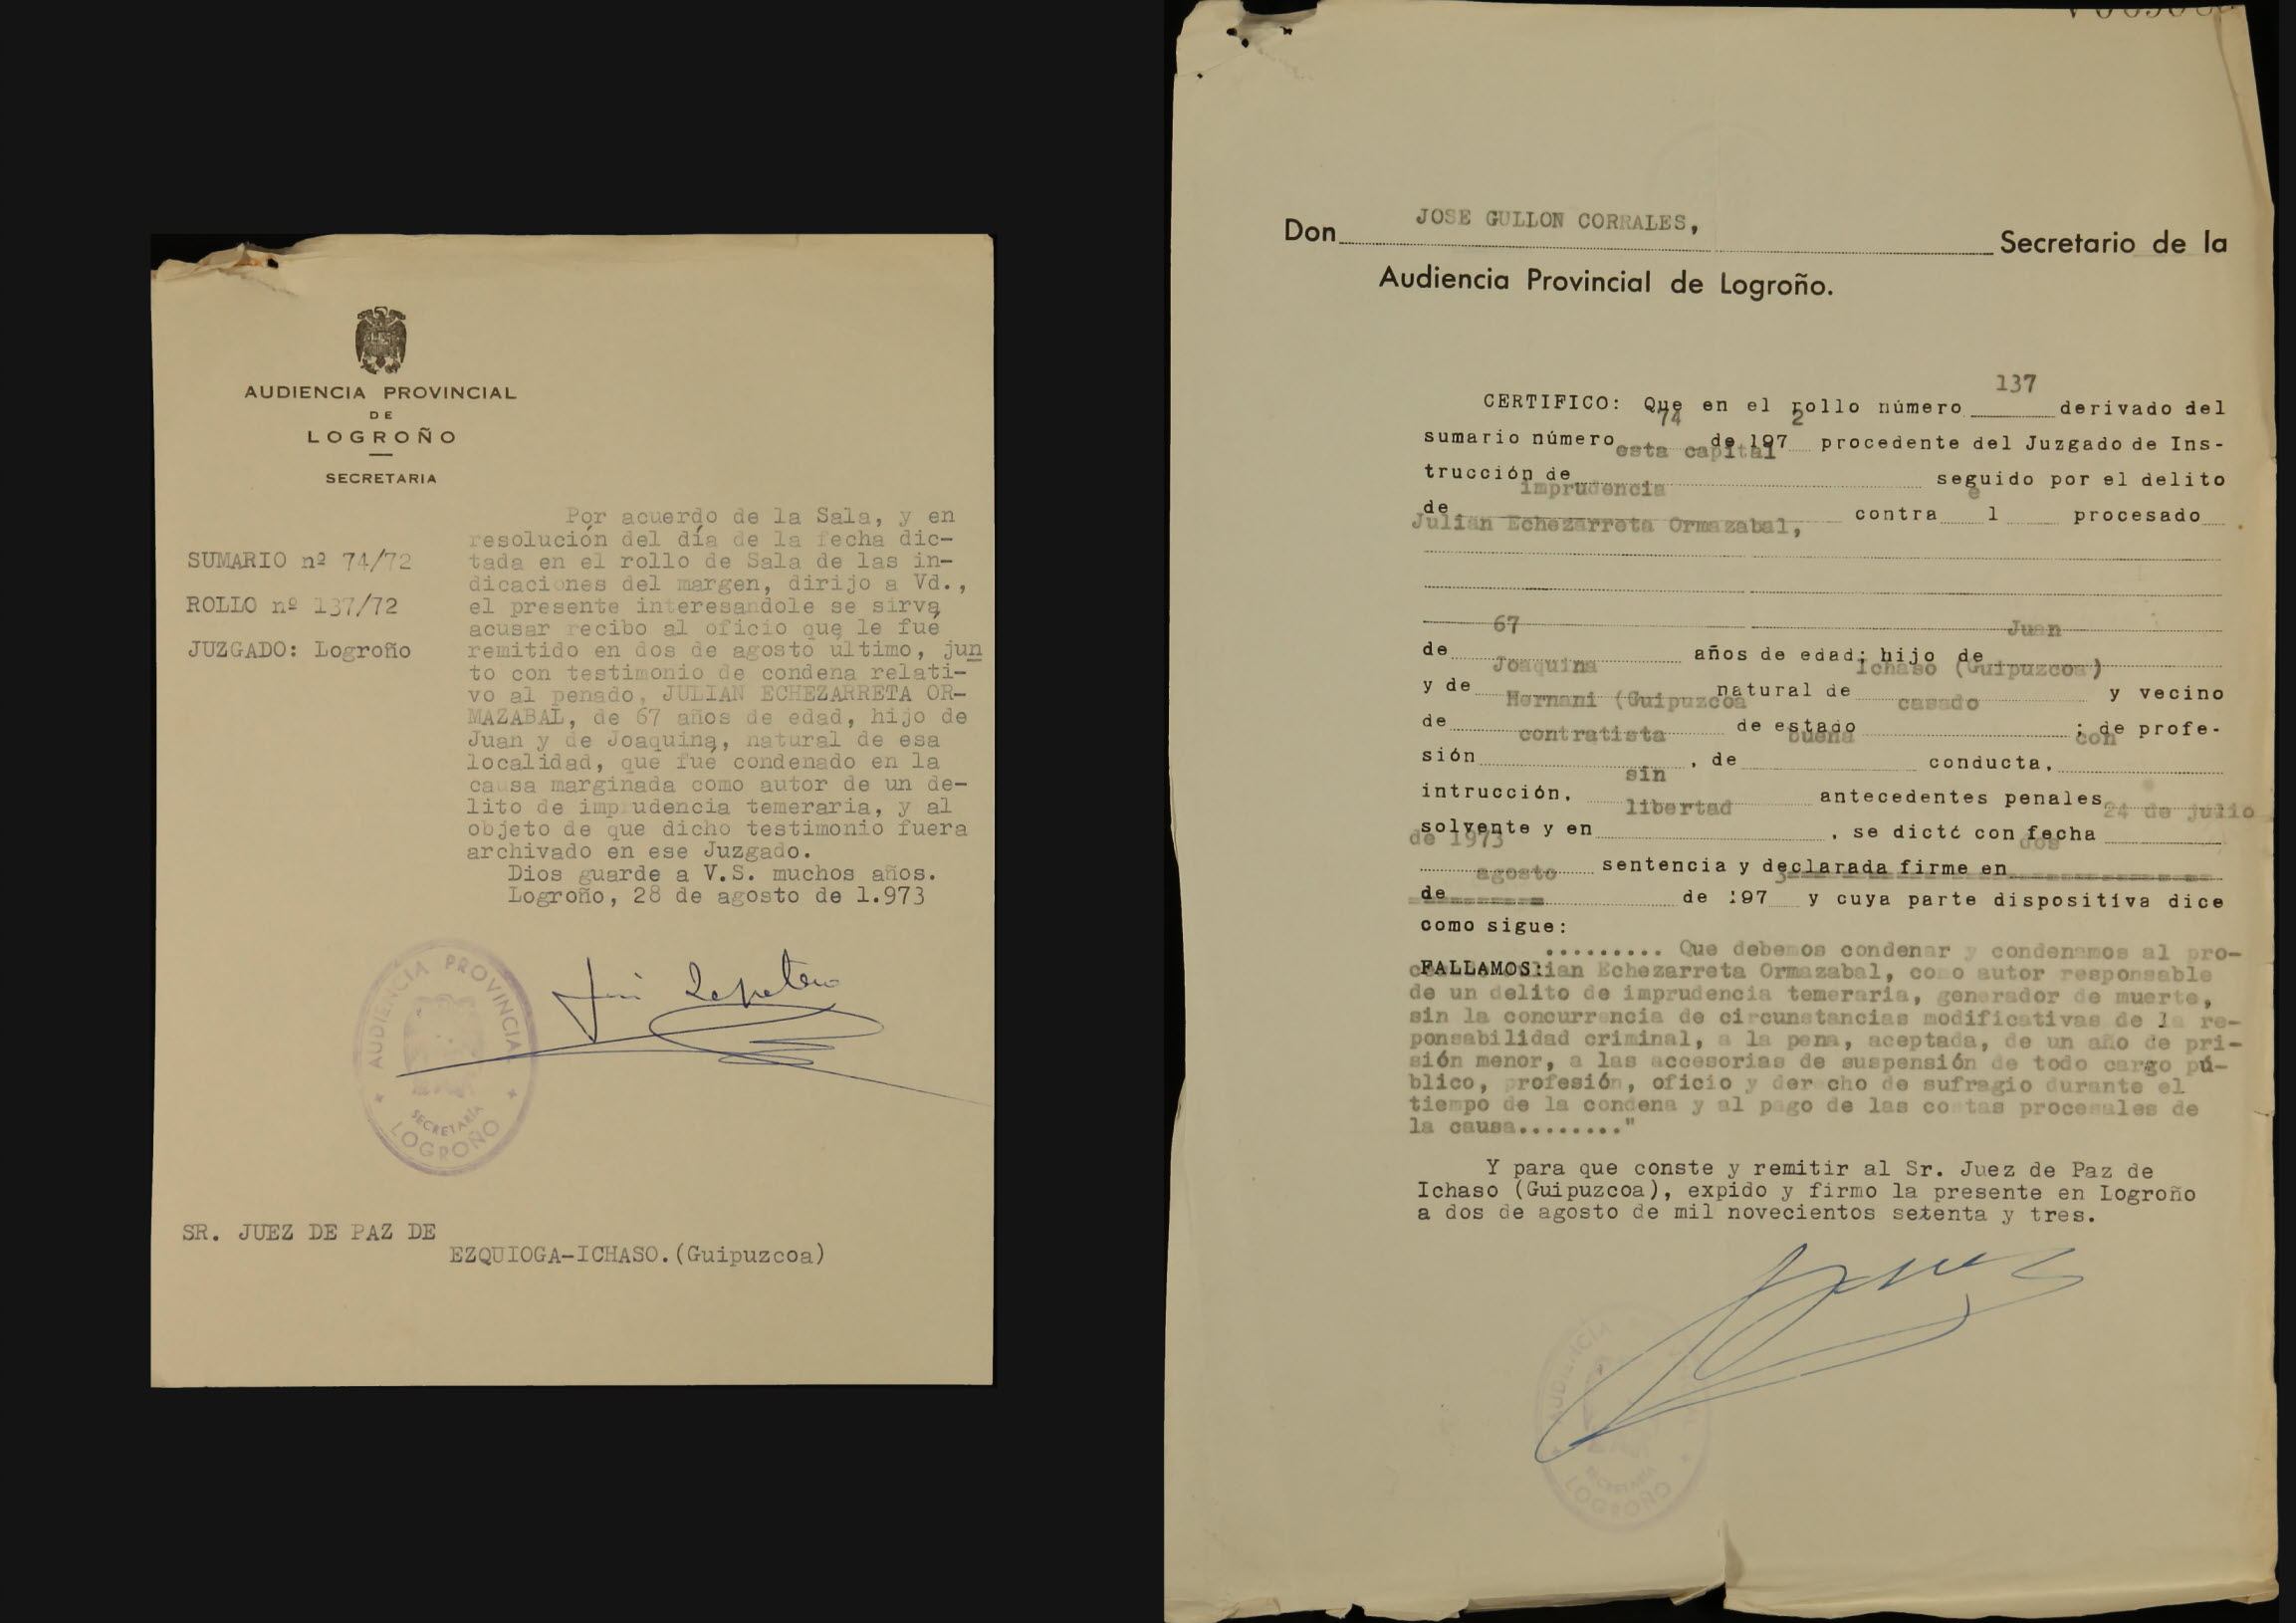 AUDIENCIA PROVINCIAL
DE
LOGROÑO
SECRETARIA
SUMARIO nº 74/72
ROLLO nº 137/72
JUZGADO: Logroño
Por acuerdo de la Sala, y en
resolución del día de la fecha dic-
tada en el rollo de Sala de las in-
dicaciones del margen, dirijo a Vd.,
el presente interesandole se sirva
acusar recibo al oficio que le fue
remitido en dos de agosto ultimo, jun
to con testimonio de condena relati-
vo al penado, JULIAN ECHEZARRETA OR-
MAZABAL, de 67 años de edad, hijo de
Juan y de Joaquina, natural de esa
localidad, que fue condenado en la
causa marginada como autor de un de-
lito de imprudencia temeraria, y al
objeto de que dicho testimonio fuera
archivado en ese Juzgado.
Dios guarde a V.S. muchos años.
Logroño, 28 de agosto de 1.973
AUDIENCIA PROVINCIAL
SECRETARÍA
LOGROÑO
SR. JUEZ DE PAZ DE
EZQUIOGA-ICHASO.(Guipuzcoa)
Don JOSE GULLON CORRALES, Secretario de la
Audiencia Provincial de Logroño.
CERTIFICO: Que en el rollo número 137 derivado del
sumario número 74 de 197 2 procedente del Juzgado de Ins-
trucción de esta capital seguido por el delito
de imprudencia contra e l procesado
Julian Echezarreta Ormazabal,
de 67 años de edad; hijo de Juan
y de Joaquina natural de Ichaso (Guipuzcoa) y vecino
de Hernani (Guipuzcoa de estado casado ; de profe-
sión contratista , de buena conducta, con
intrucción, sin antecedentes penales
solvente y en libertad , se dictó con fecha 24 de julio
de 1973 sentencia y declarada firme en dos
de agosto de 197 3 y cuya parte dispositiva dice
como sigue:
......... Que debemos condenar y condenamos al pro-
FALLAMOS: lian Echezarreta Ormazabal, como autor responsable
de un delito de imprudencia temeraria, generador de muerte,
sin la concurrencia de circunstancias modificativas de la re-
ponsabilidad criminal, a la pena, aceptada, de un año de pri-
sión menor, a las accesorias de suspensión de todo cargo pú-
blico, profesión, oficio y derecho de sufragio durante el
tiempo de la condena y al pago de las costas procesales de
la causa........"
Y para que conste y remitir al Sr. Juez de Paz de
Ichaso (Guipuzcoa), expido y firmo la presente en Logroño
a dos de agosto de mil novecientos setenta y tres.
AUDIENCIA
SECRETARÍA
LOGROÑO